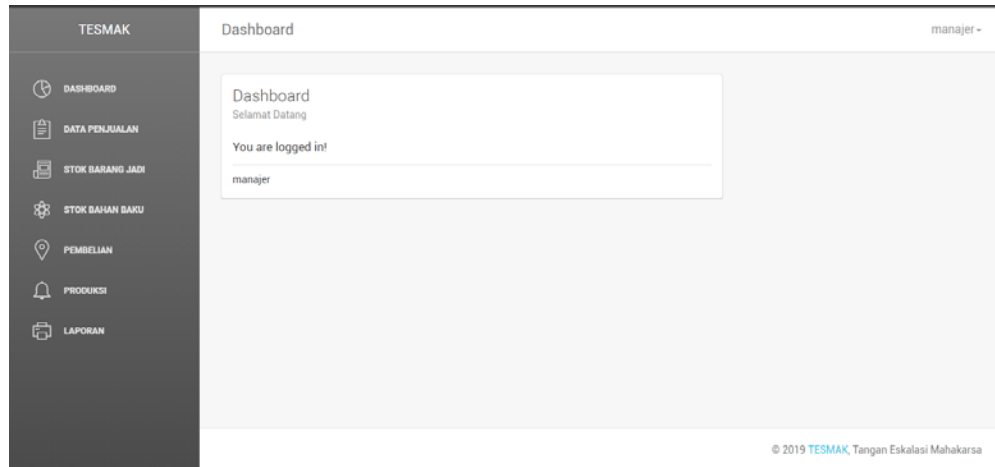 TESMAK
DASHBOARD
DATA PENJUALAN
STOK BARANG JADI
STOK BAHAN BAKU
PEMBELIAN
PRODUKSI
LAPORAN
Dashboard
manajer
Dashboard
Selamat Datang
You are logged in!
manajer
© 2019 TESMAK, Tangan Eskalasi Mahakarsa